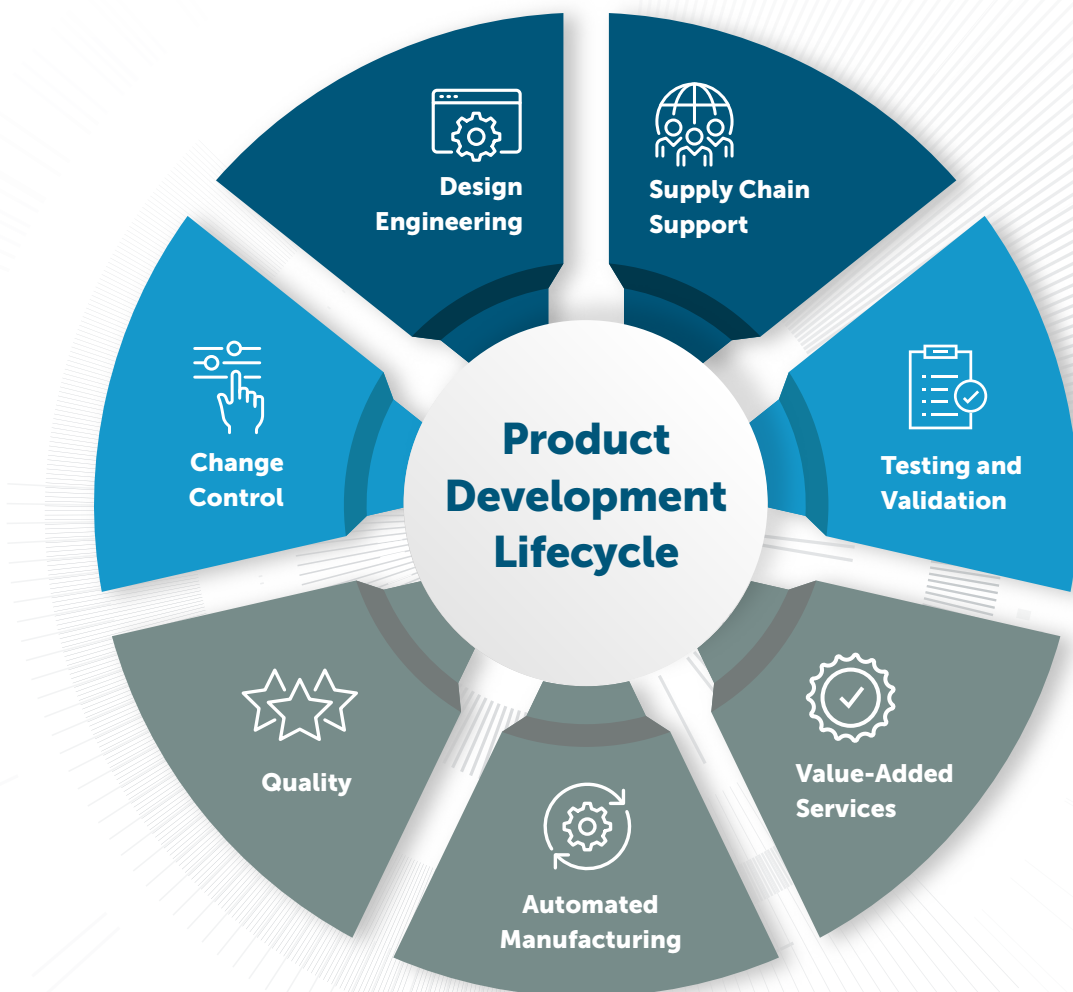 Design
Engineering
Supply Chain
Support
Change
Control
Product
Development
Lifecycle
Testing and
Validation
Quality
Value-Added
Services
Automated
Manufacturing